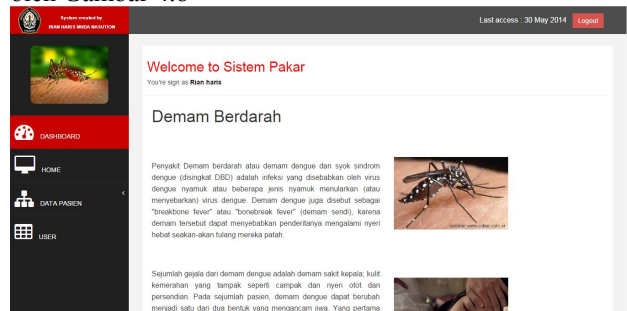 oleh Gambar 4.6
System created by
RIAN HARIS MUDA NASUTION
Last access : 30 May 2014
Logout
Welcome to Sistem Pakar
You're sign as Rian haris
Demam Berdarah
DASHBOARD
HOME
DATA PASIEN
USER
Penyakit Demam berdarah atau demam dengue dan syok sindrom
dengue (disingkat DBD) adalah infeksi yang disebabkan oleh virus
dengue nyamuk atau beberapa jenis nyamuk menularkan (atau
menyebarkan) virus dengue. Demam dengue juga disebut sebagai
"breakbone fever" atau "bonebreak fever" (demam sendi), karena
demam tersebut dapat menyebabkan penderitanya mengalami nyeri
hebat seakan-akan tulang mereka patah.
Sejumlah gejala dari demam dengue adalah demam sakit kepala; kulit
kemerahan yang tampak seperti campak dan nyeri otot dan
persendian. Pada sejumlah pasien, demam dengue dapat berubah
menjadi satu dari dua bentuk yang mengancam jiwa. Yang pertama